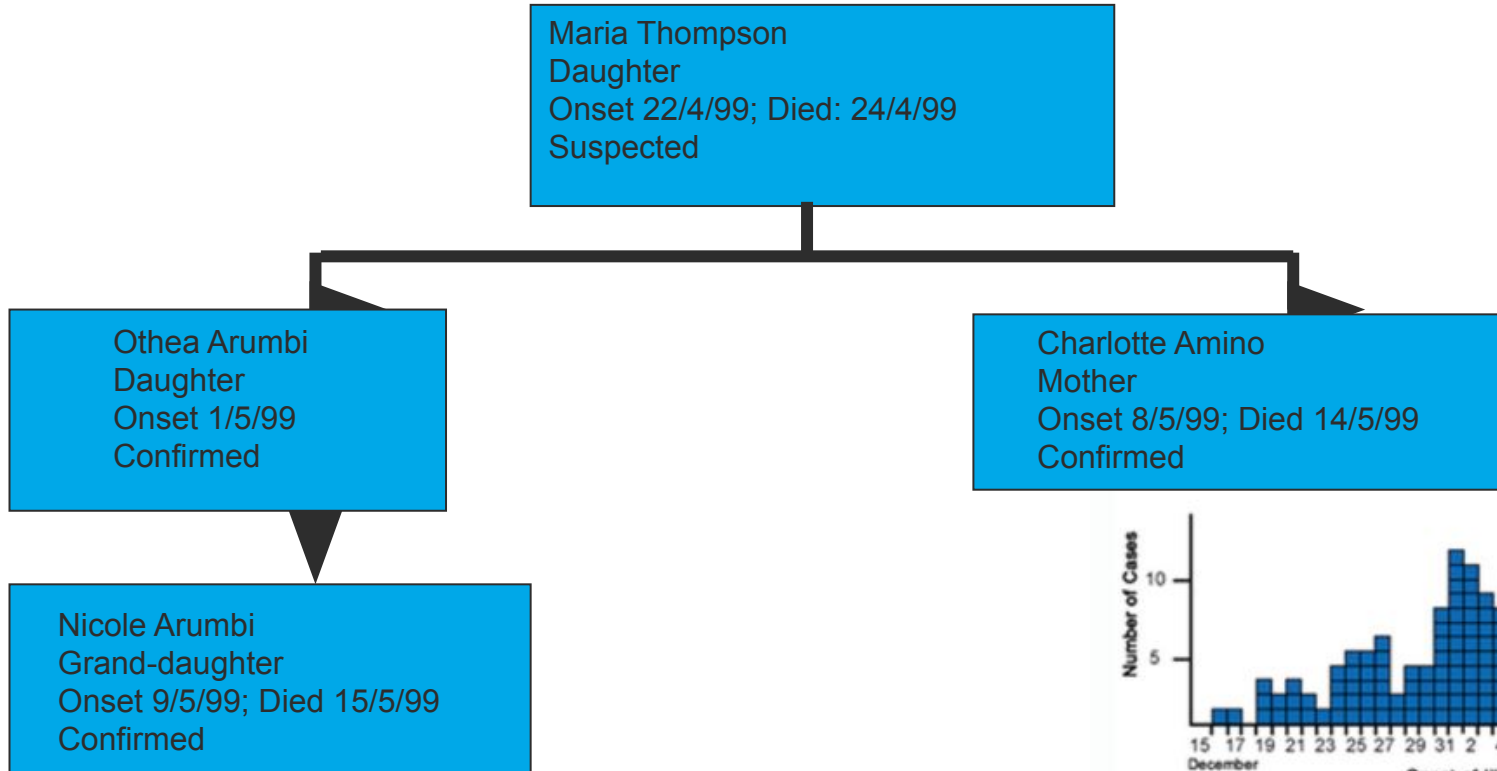 Maria Thompson
Daughter
Onset 22/4/99; Died: 24/4/99
Suspected
Othea Arumbi
Daughter
Onset 1/5/99
Confirmed
Charlotte Amino
Mother
Onset 8/5/99; Died 14/5/99
Confirmed
Nicole Arumbi
Grand-daughter
Onset 9/5/99; Died 15/5/99
Confirmed
Number of Cases
10
5
15 17 19 21 23 25 27 29 31 2
December